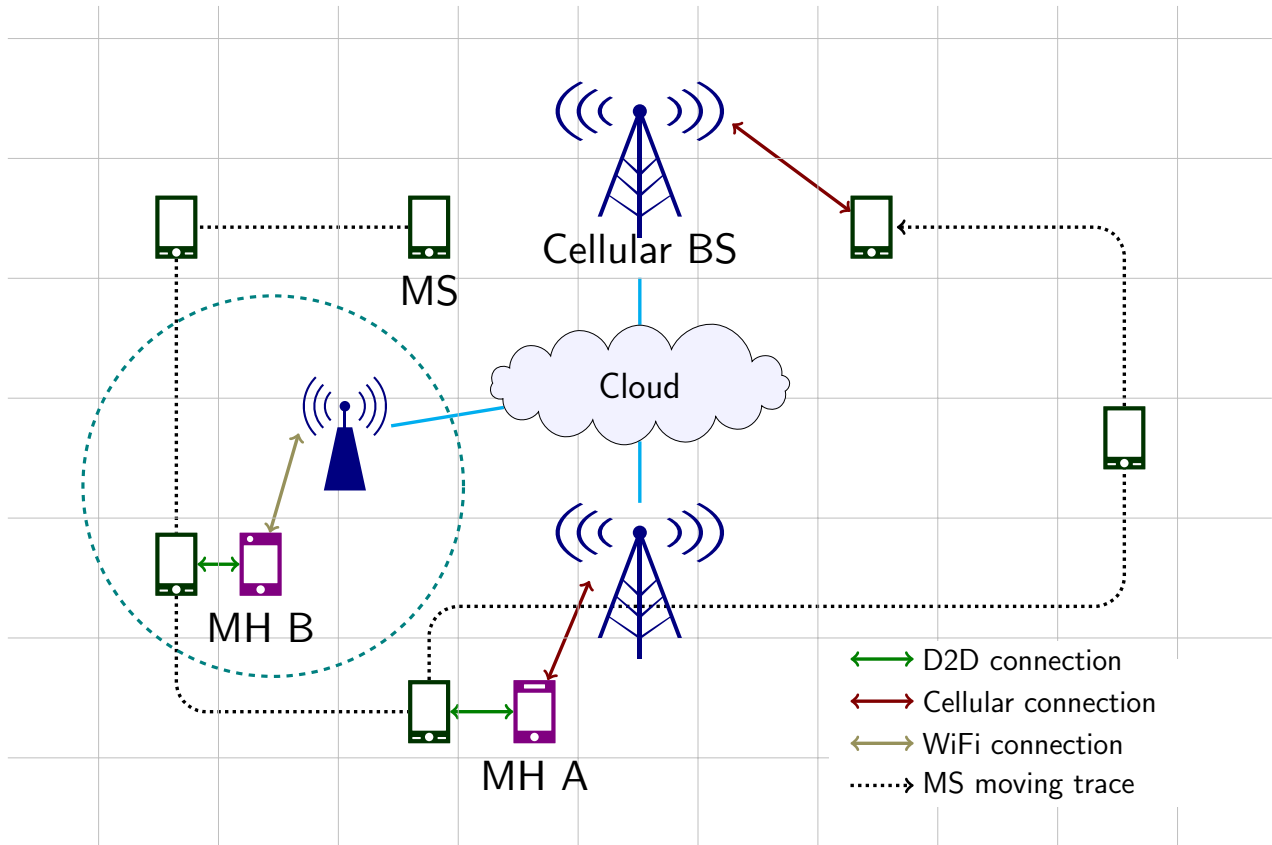 Cellular BS
MS
Cloud
MH B
MH A
D2D connection
Cellular connection
WiFi connection
MS moving trace